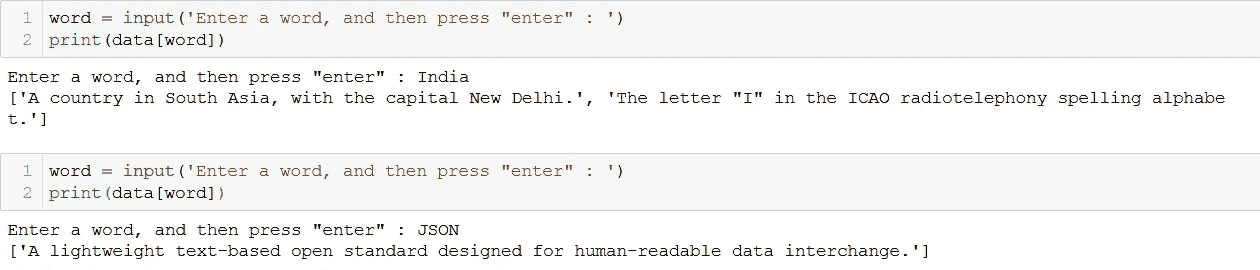 1 word = input('Enter a word, and then press "enter" : ')
2 print(data[word])
Enter a word, and then press "enter" : India
['A country in South Asia, with the capital New Delhi.', 'The letter "I" in the ICAO radiotelephony spelling alphabe
t.']
1 word = input('Enter a word, and then press "enter" : ')
2 print(data[word])
Enter a word, and then press "enter" : JSON
['A lightweight text-based open standard designed for human-readable data interchange.']